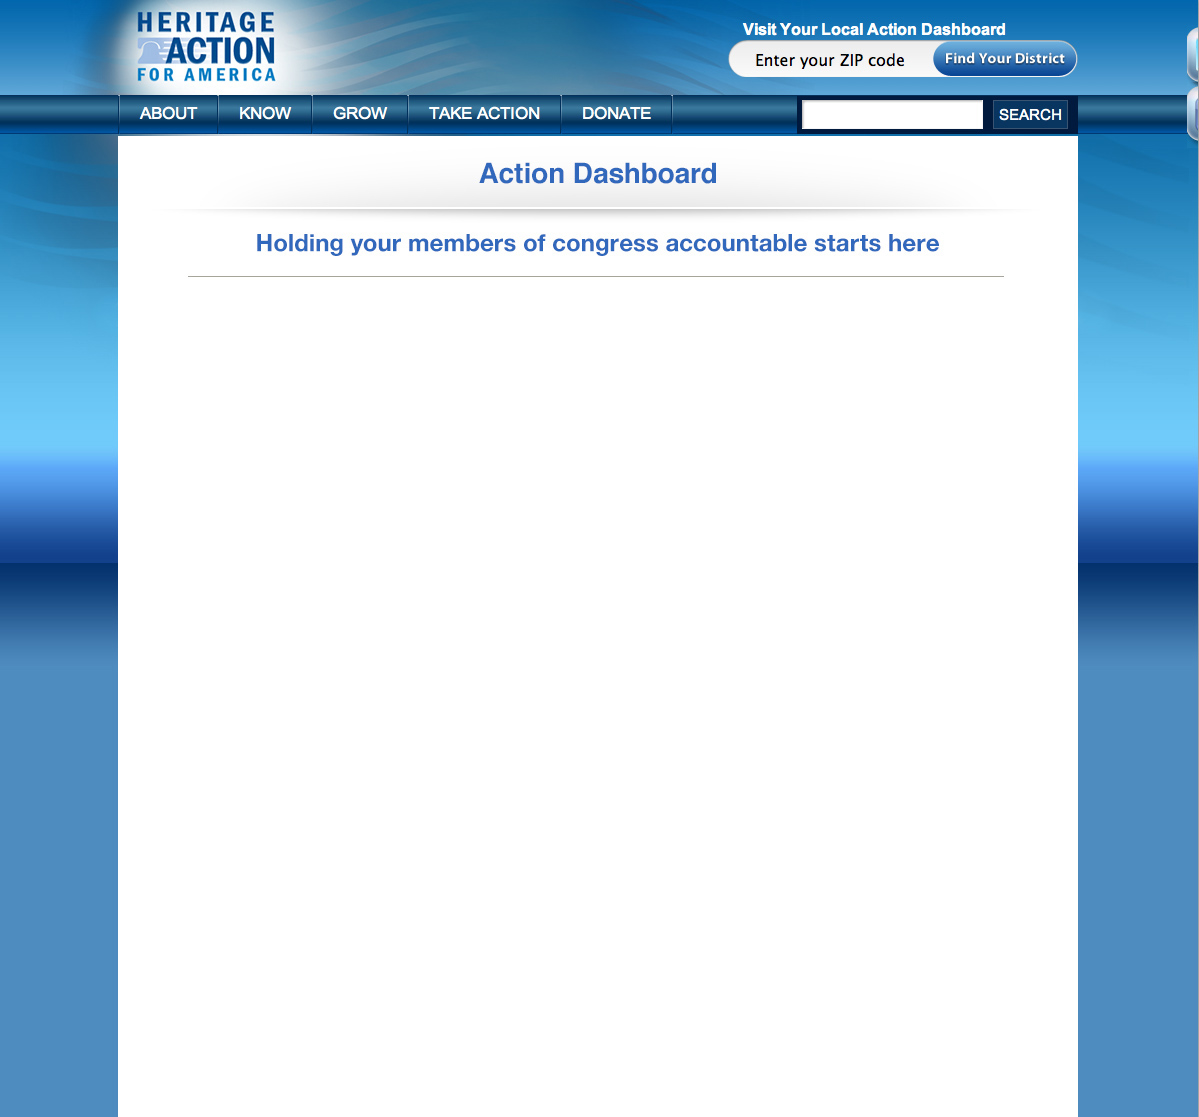 HERITAGE
ACTION
FOR AMERICA
Visit Your Local Action Dashboard
Enter your ZIP code
Find Your District
ABOUT
KNOW
GROW
TAKE ACTION
DONATE
SEARCH
Action Dashboard
Holding your members of congress accountable starts here